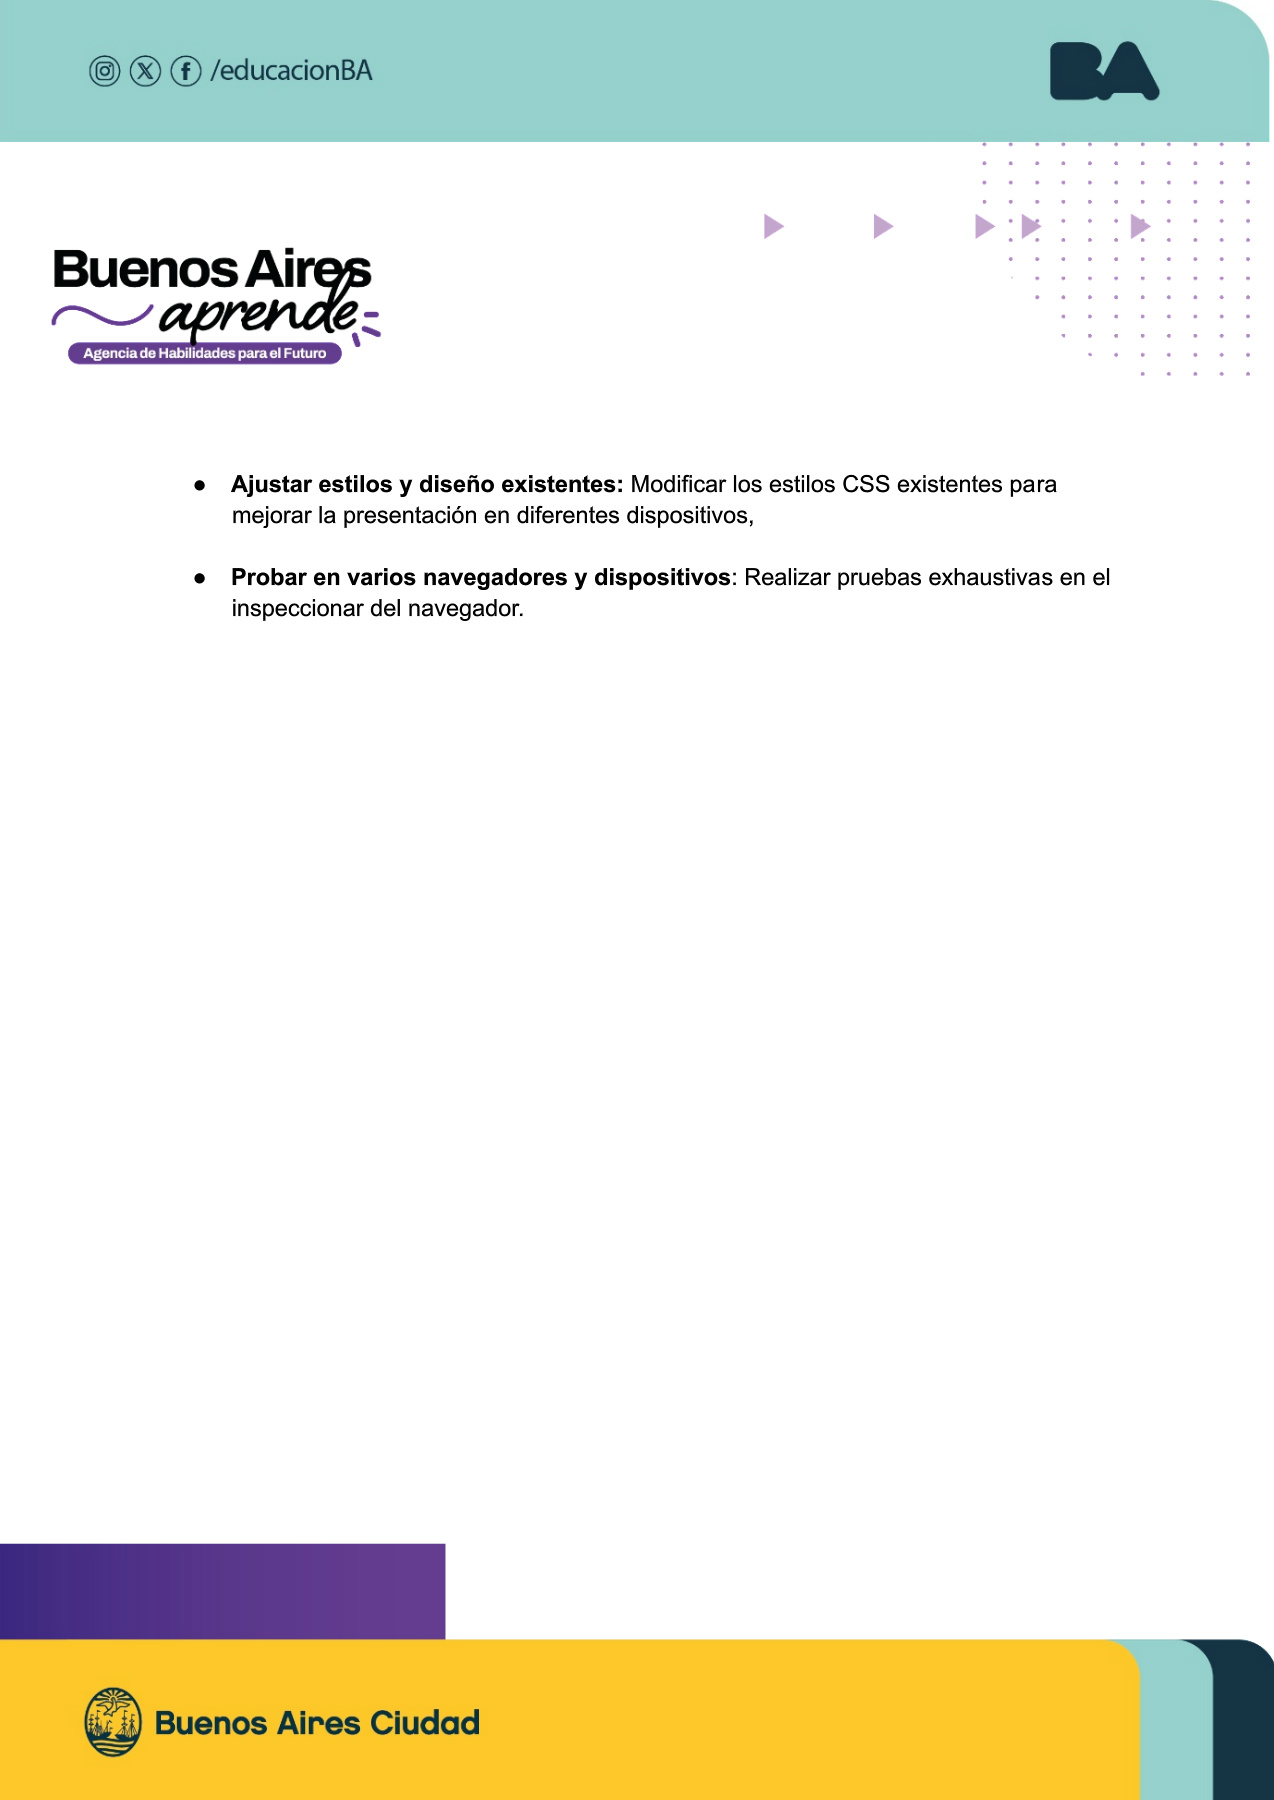 /educacionBA
BA
Buenos Aires
aprende
Agencia de Habilidades para el Futuro
● Ajustar estilos y diseño existentes: Modificar los estilos CSS existentes para
mejorar la presentación en diferentes dispositivos,
● Probar en varios navegadores y dispositivos: Realizar pruebas exhaustivas en el
inspeccionar del navegador.
Buenos Aires Ciudad